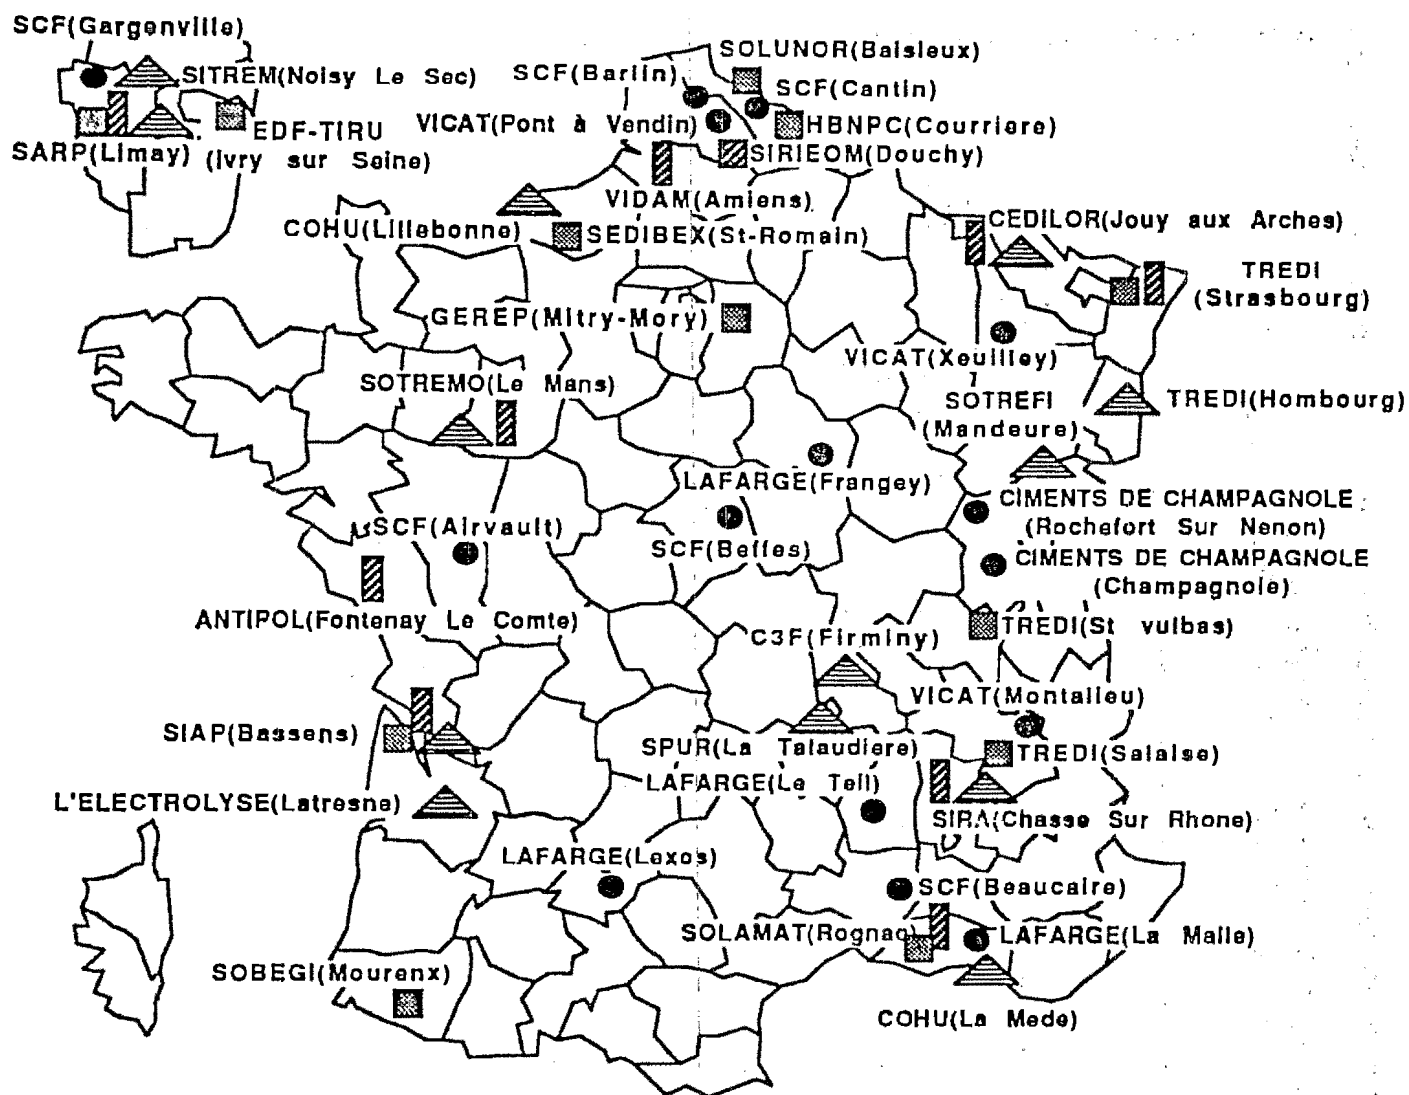 SCF(Gargenville)
SOLUNOR(Baisieux)
SITREM(Noisy Le Sec)
SCF(Barlin)
SCF(Cantin)
EDF-TIRU
(Ivry sur Seine)
VICAT(Pont à Vendin)
HBNPC(Courriere)
SARP(Limay)
SIRIEOM(Douchy)
VIDAM(Amiens)
COHU(Lillebonne)
SEDIBEX(St-Romain)
CEDILOR(Jouy aux Arches)
TREDI
(Strasbourg)
GEREP(Mitry-Mory)
VICAT(Xeuilley)
SOTREMO(Le Mans)
SOTREFI
(Mandeure)
TREDI(Hombourg)
LAFARGE(Frangey)
CIMENTS DE CHAMPAGNOLE
(Rochefort Sur Nenon)
SCF(Airvault)
SCF(Beffes)
CIMENTS DE CHAMPAGNOLE
(Champagnole)
ANTIPOL(Fontenay Le Comte)
C3F(Firminy)
TREDI(St vulbas)
VICAT(Montalieu)
SIAP(Bassens)
SPUR(La Talaudiere)
TREDI(Salaise)
LAFARGE(Le Teil)
L'ELECTROLYSE(Latresne)
SIRA(Chasse Sur Rhone)
LAFARGE(Lexos)
SCF(Beaucaire)
SOLAMAT(Rognac)
LAFARGE(La Malle)
SOBEGI(Mourenx)
COHU(La Mede)